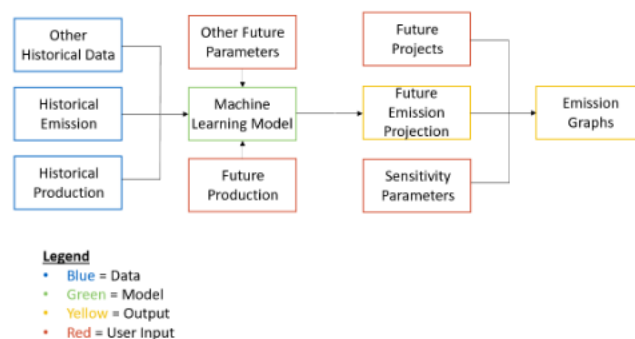 Other
Historical Data
Other Future
Parameters
Future
Projects
Historical
Emission
Machine
Learning Model
Future
Emission
Projection
Emission
Graphs
Historical
Production
Future
Production
Sensitivity
Parameters
Legend
• Blue = Data
• Green = Model
• Yellow = Output
• Red = User Input